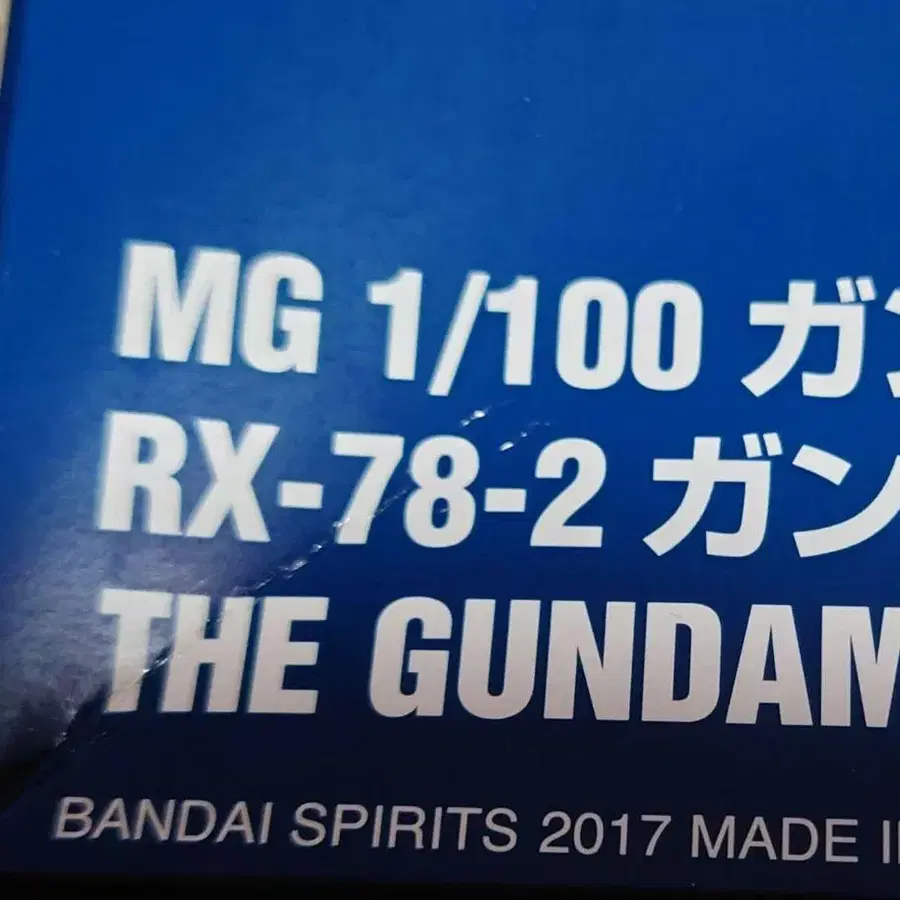 MG 1/100 ガン
RX-78-2 ガン
THE GUNDAM
BANDAI SPIRITS 2017 MADE I